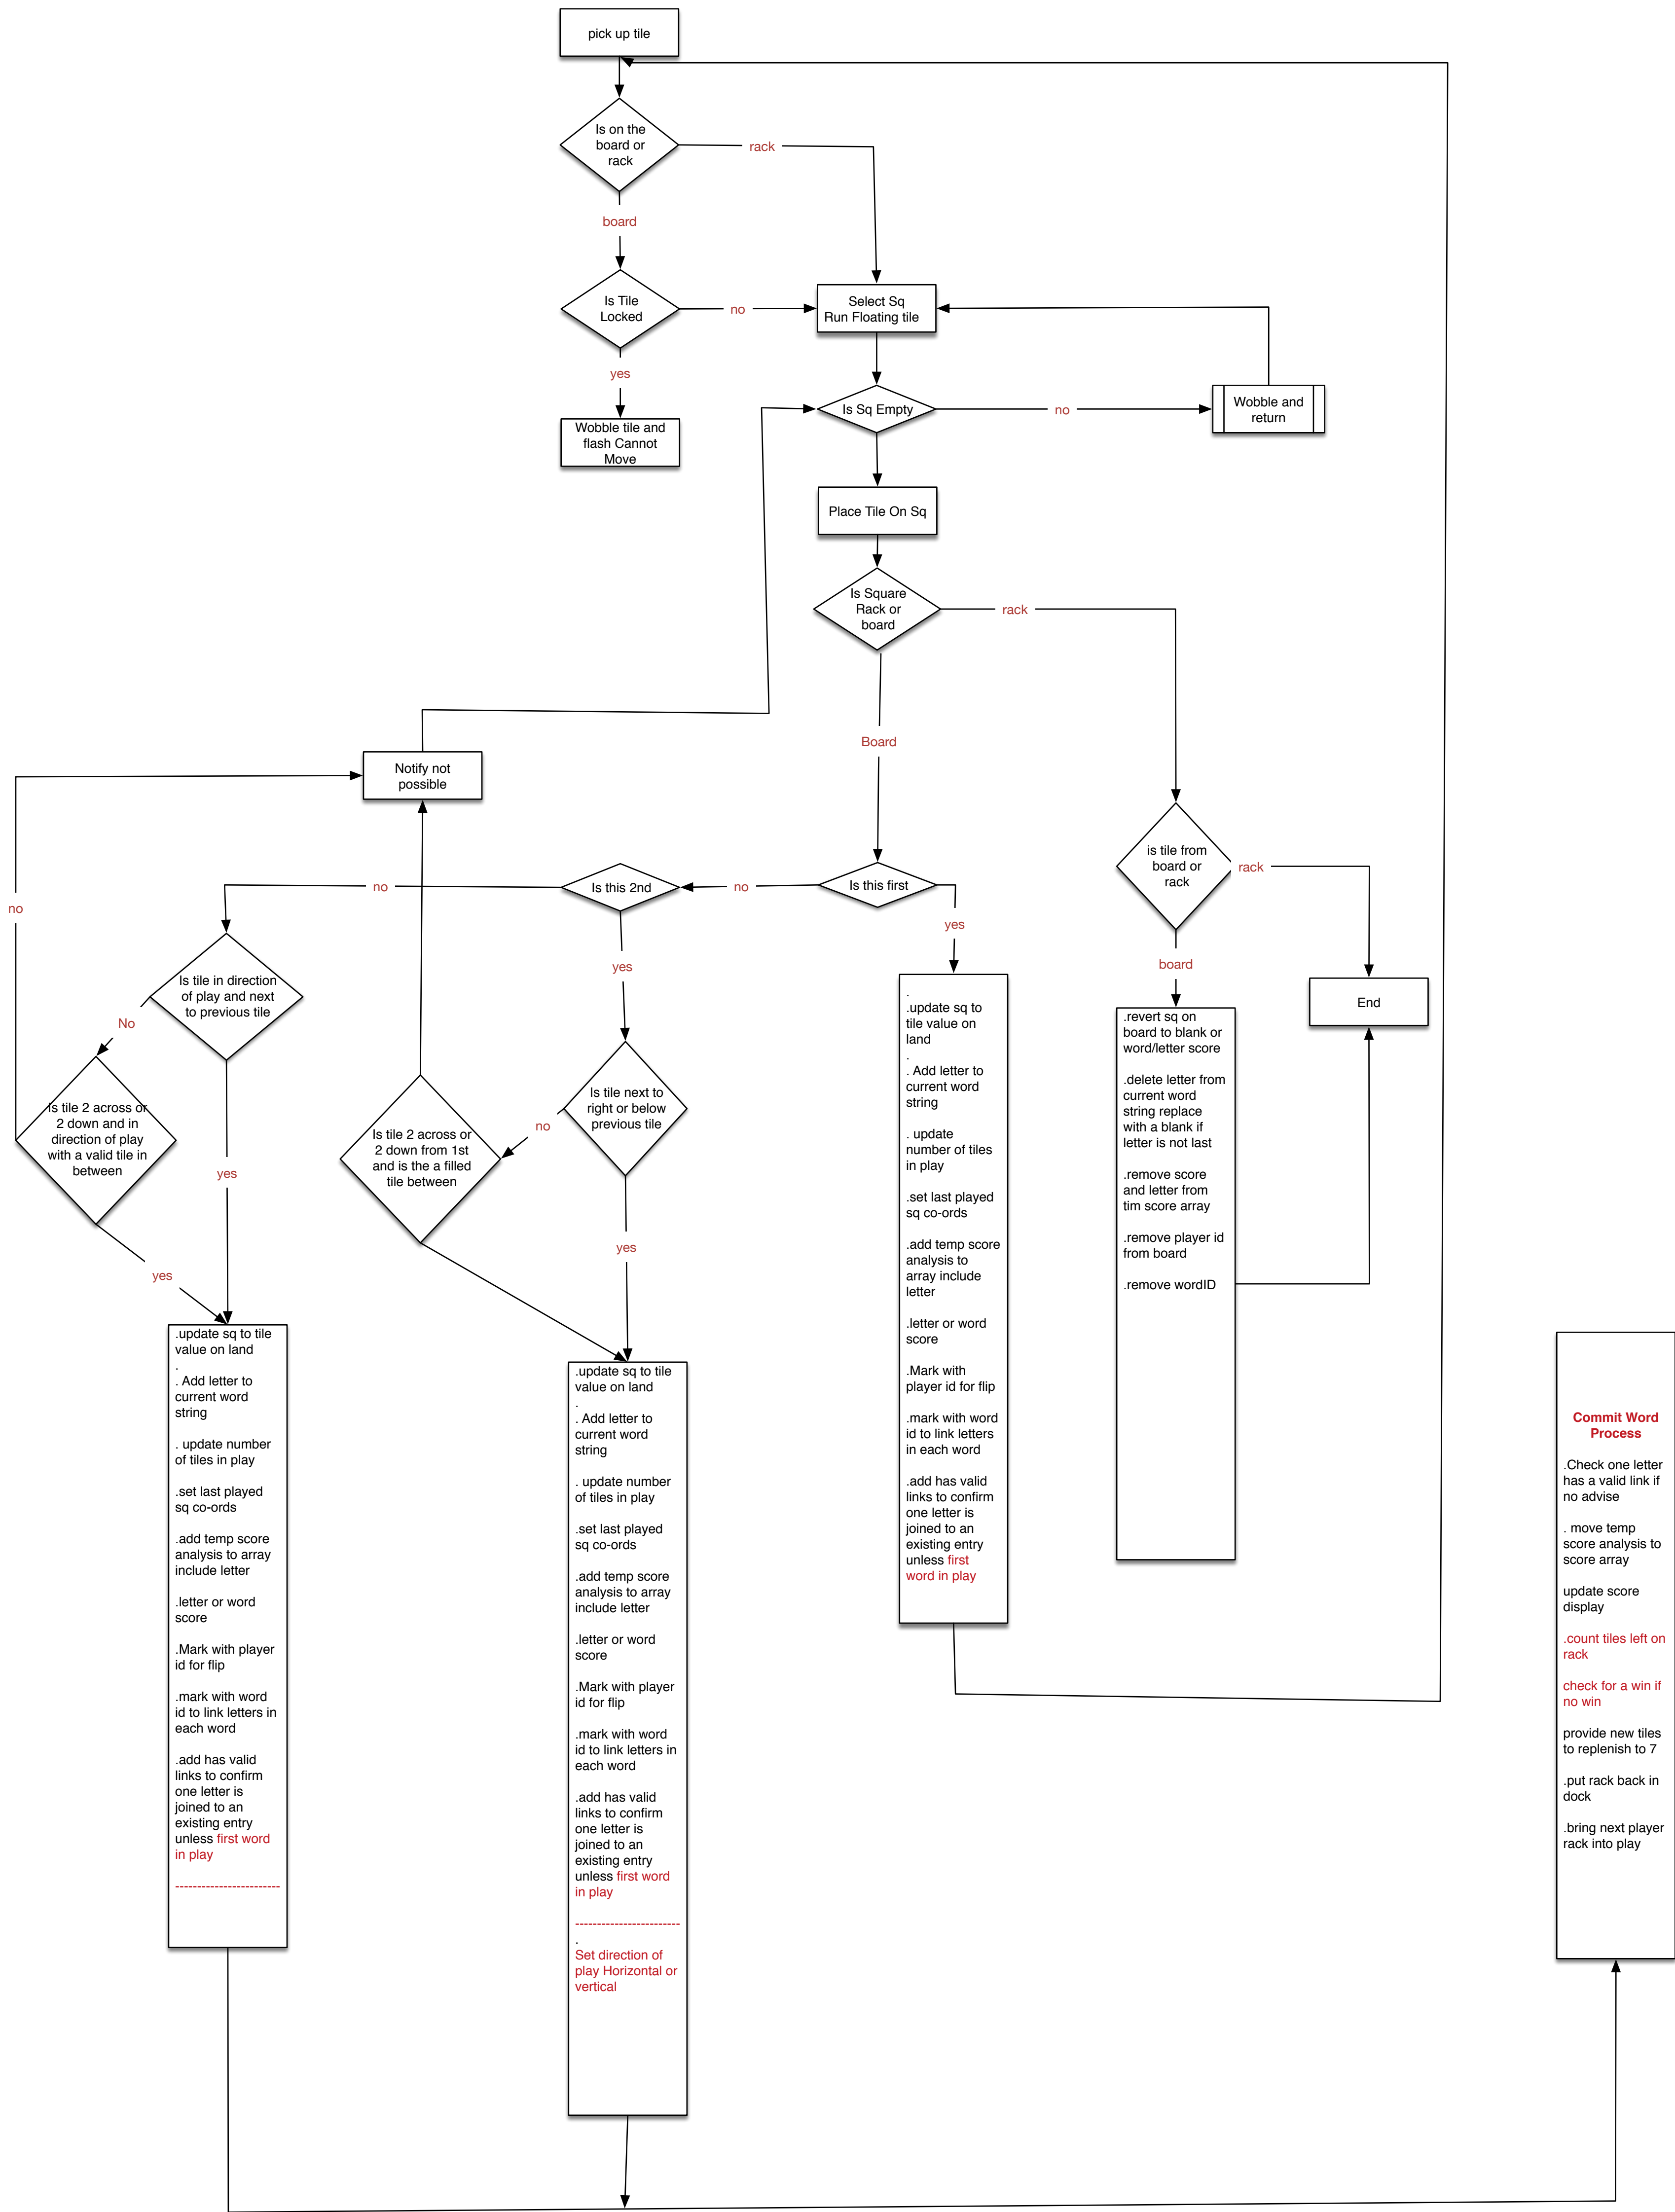 pick up tile
Is on the
board or
rack
rack
board
Is Tile
Locked
no
Select Sq
Run Floating tile
yes
Wobble tile and
flash Cannot
Move
Is Sq Empty
no
Wobble and
return
Place Tile On Sq
Is Square
Rack or
board
rack
Board
Notify not
possible
is tile from
board or
rack
rack
board
End
Is this first
no
Is this 2nd
no
yes
yes
no
Is tile in direction
of play and next
to previous tile
No
Is tile 2 across or
2 down and in
direction of play
with a valid tile in
between
yes
yes
Is tile next to
right or below
previous tile
no
Is tile 2 across or
2 down from 1st
and is the a filled
tile between
yes
.
.update sq to
tile value on
land
.
. Add letter to
current word
string
. update
number of tiles
in play
.set last played
sq co-ords
.add temp score
analysis to
array include
letter
.letter or word
score
.Mark with
player id for flip
.mark with word
id to link letters
in each word
.add has valid
links to confirm
one letter is
joined to an
existing entry
unless first
word in play
.revert sq on
board to blank or
word/letter score
.delete letter from
current word
string replace
with a blank if
letter is not last
.remove score
and letter from
tim score array
.remove player id
from board
.remove wordID
.update sq to tile
value on land
.
. Add letter to
current word
string
. update number
of tiles in play
.set last played
sq co-ords
.add temp score
analysis to array
include letter
.letter or word
score
.Mark with player
id for flip
.mark with word
id to link letters in
each word
.add has valid
links to confirm
one letter is
joined to an
existing entry
unless first word
in play
------------------------
.update sq to tile
value on land
.
. Add letter to
current word
string
. update number
of tiles in play
.set last played
sq co-ords
.add temp score
analysis to array
include letter
.letter or word
score
.Mark with player
id for flip
.mark with word
id to link letters in
each word
.add has valid
links to confirm
one letter is
joined to an
existing entry
unless first word
in play
------------------------
.
Set direction of
play Horizontal or
vertical
Commit Word
Process
.Check one letter
has a valid link if
no advise
. move temp
score analysis to
score array
update score
display
.count tiles left on
rack
check for a win if
no win
provide new tiles
to replenish to 7
.put rack back in
dock
.bring next player
rack into play